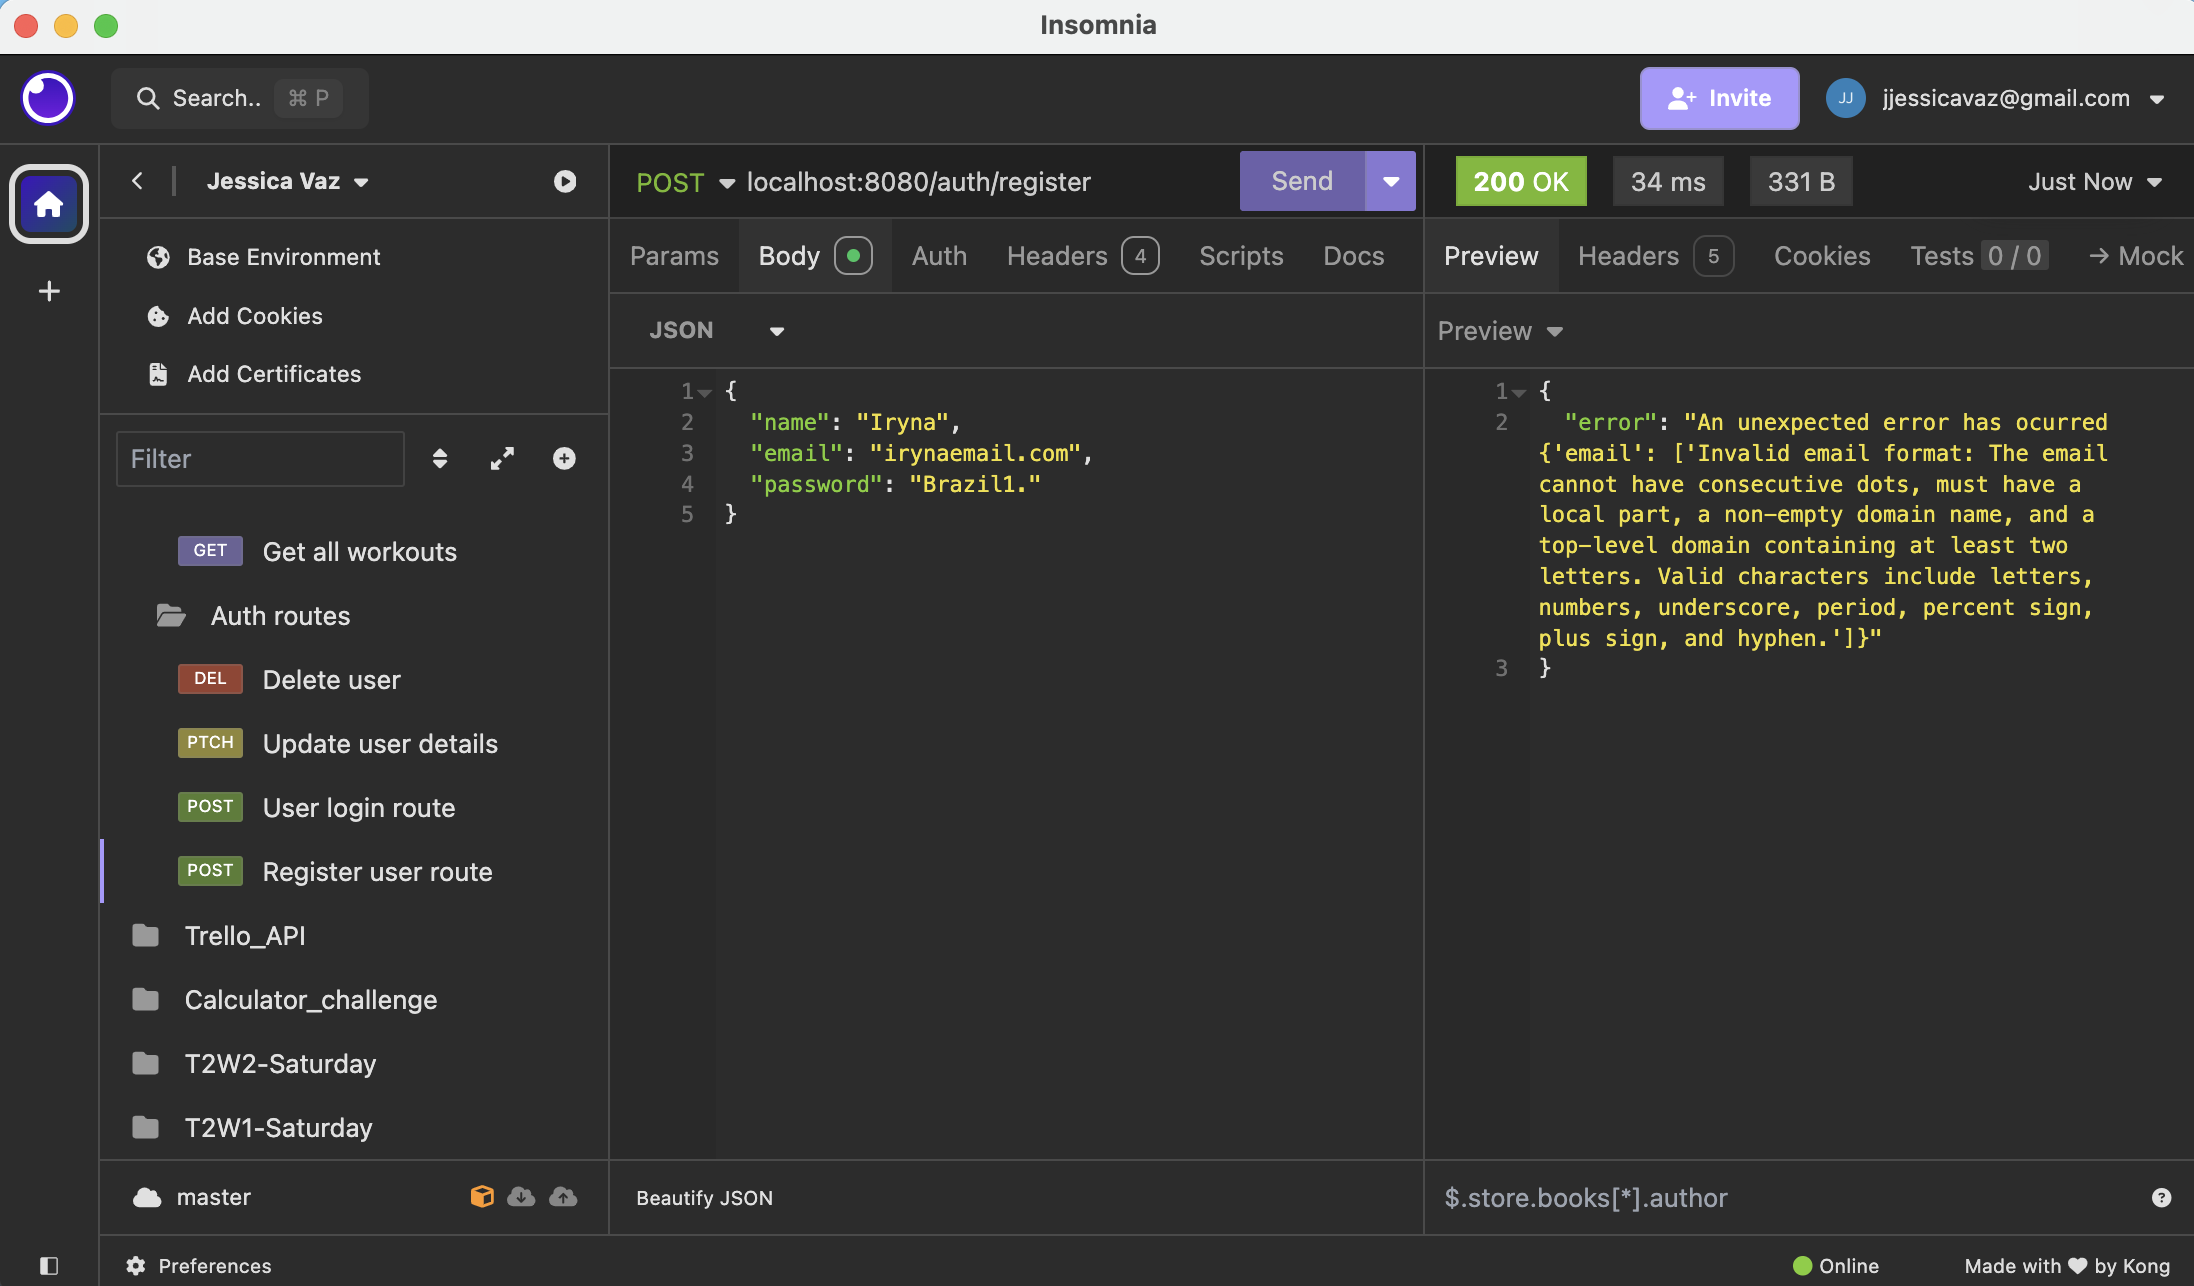 Insomnia
Search..
⌘ P
Invite
JJ
jjessicavaz@gmail.com
Jessica Vaz
POST
localhost:8080/auth/register
Send
200 OK
34 ms
331 B
Just Now
Base Environment
Add Cookies
Add Certificates
Filter
GET Get all workouts
Auth routes
DEL Delete user
PTCH Update user details
POST User login route
POST Register user route
Trello_API
Calculator_challenge
T2W2-Saturday
T2W1-Saturday
master
Params
Body
Auth
Headers 4
Scripts
Docs
JSON
1 {
2 "name": "Iryna",
3 "email": "irynaemail.com",
4 "password": "Brazil1."
5 }
Beautify JSON
Preview
Headers 5
Cookies
Tests 0 / 0
→ Mock
Preview
1 {
2 "error": "An unexpected error has ocurred
{'email': ['Invalid email format: The email
cannot have consecutive dots, must have a
local part, a non-empty domain name, and a
top-level domain containing at least two
letters. Valid characters include letters,
numbers, underscore, period, percent sign,
plus sign, and hyphen.']}"
3 }
$.store.books[*].author
?
Preferences
Online
Made with ♥ by Kong